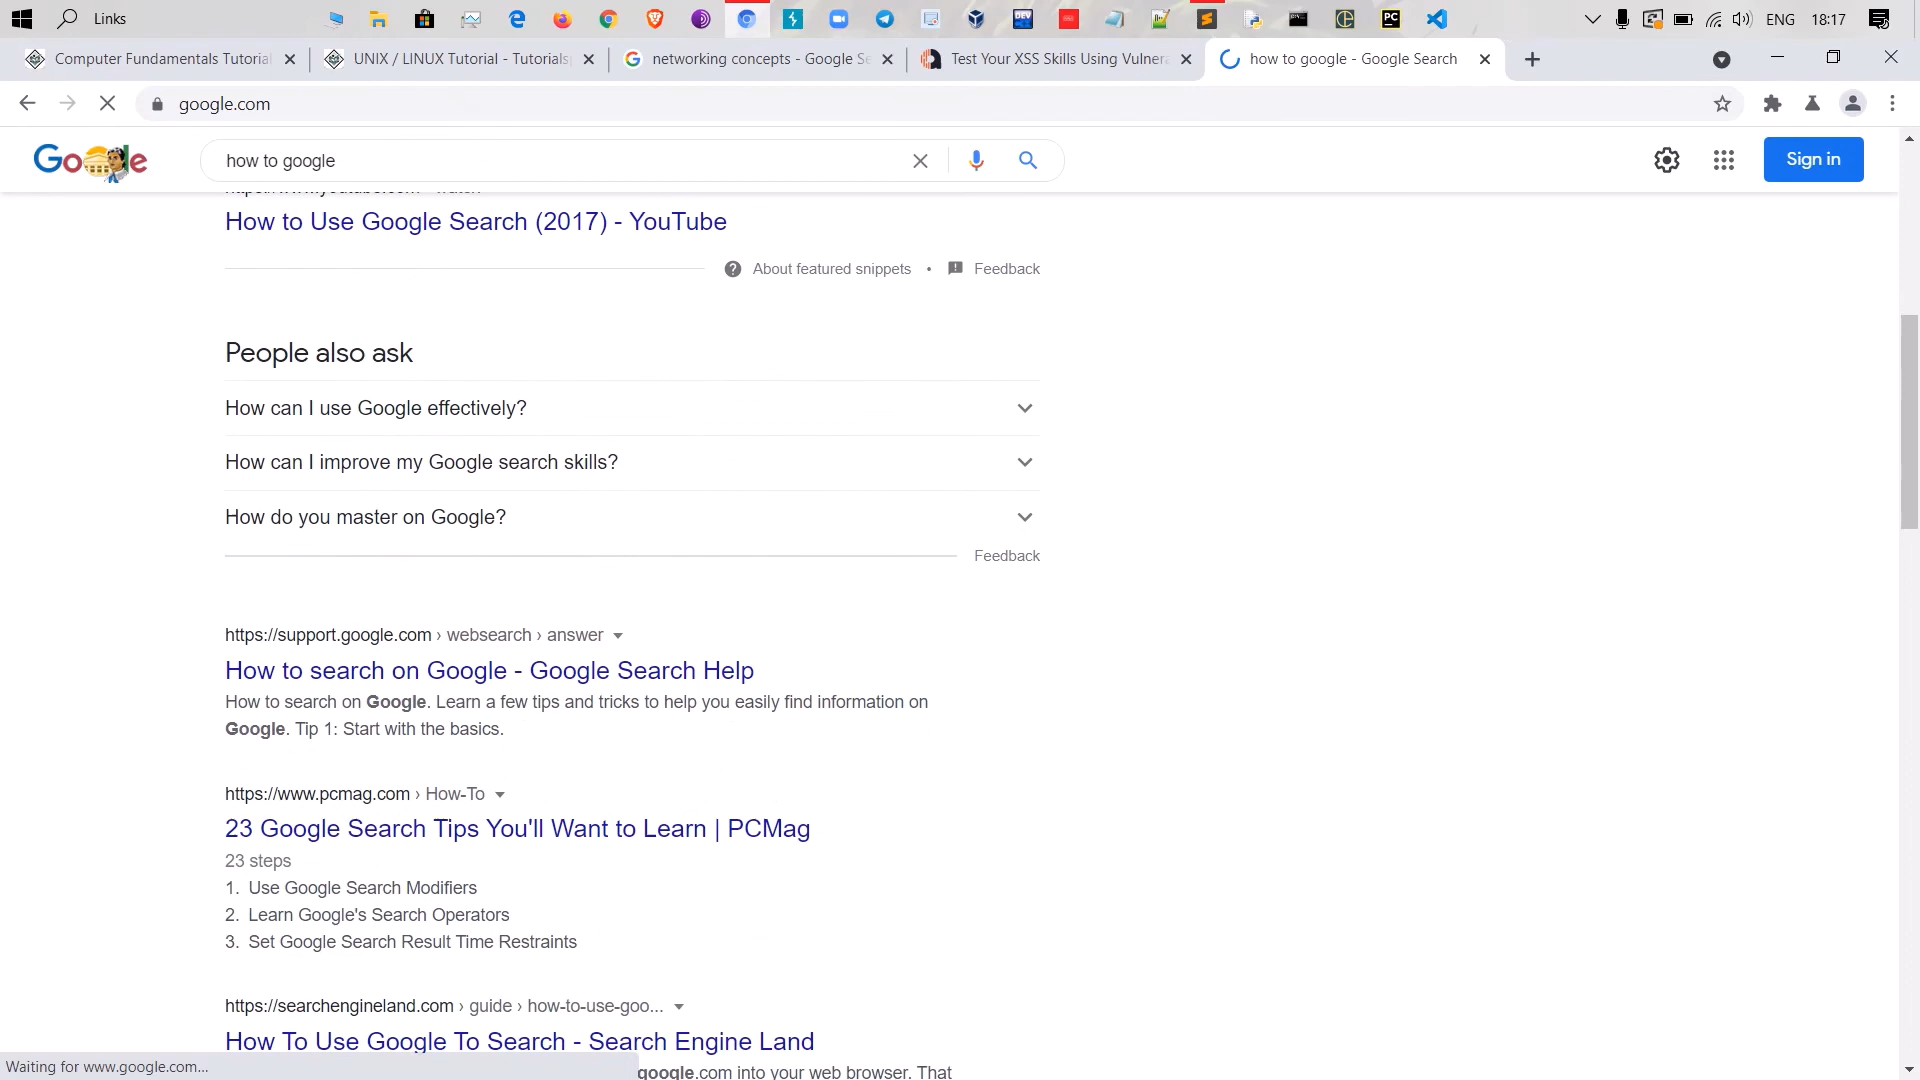 Links
ENG
18:17
Computer Fundamentals Tutorial
UNIX / LINUX Tutorial - Tutorials
networking concepts - Google Se
Test Your XSS Skills Using Vulnera
how to google - Google Search
google.com
Google
how to google
Sign in
How to Use Google Search (2017) - YouTube
About featured snippets • Feedback
People also ask
How can I use Google effectively?
How can I improve my Google search skills?
How do you master on Google?
Feedback
https://support.google.com › websearch › answer
How to search on Google - Google Search Help
How to search on Google. Learn a few tips and tricks to help you easily find information on
Google. Tip 1: Start with the basics.
https://www.pcmag.com › How-To
23 Google Search Tips You'll Want to Learn | PCMag
23 steps
1. Use Google Search Modifiers
2. Learn Google's Search Operators
3. Set Google Search Result Time Restraints
https://searchengineland.com › guide › how-to-use-goo...
How To Use Google To Search - Search Engine Land
google.com into your web browser. That
Waiting for www.google.com...